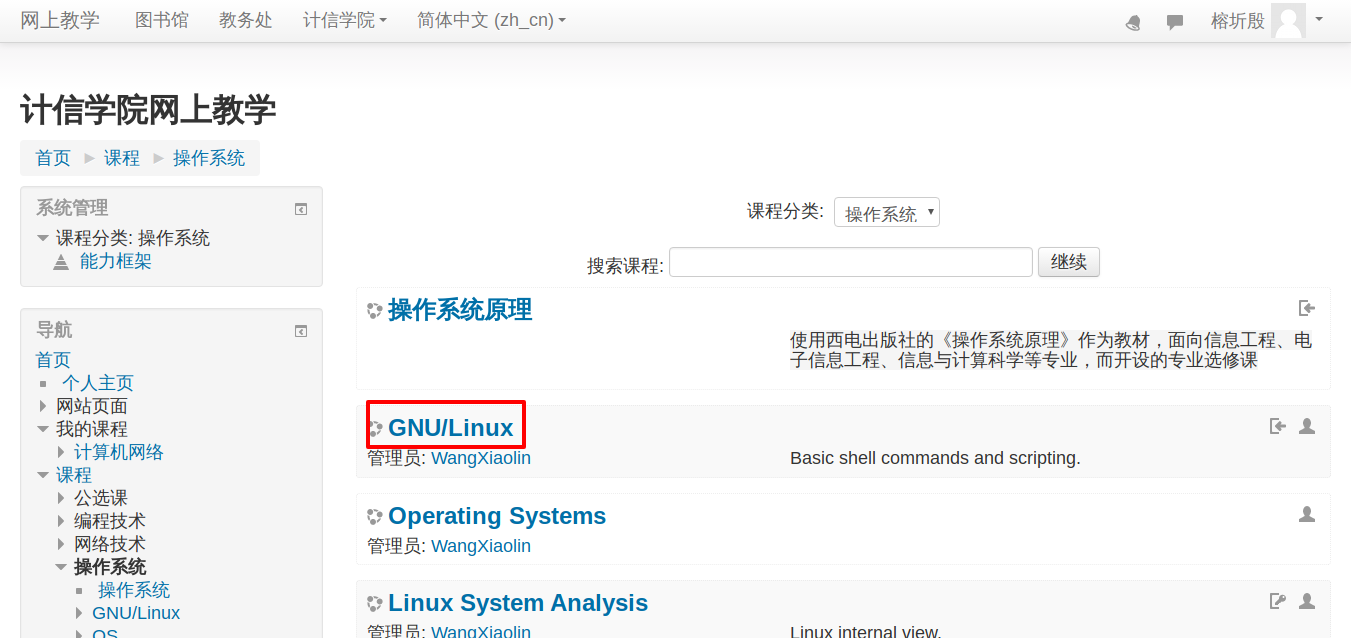 网上教学 图书馆 教务处 计信学院 简体中文 (zh_cn) 榕圻殷
计信学院网上教学
首页 课程 操作系统
系统管理
课程分类: 操作系统
能力框架
导航
首页
个人主页
网站页面
我的课程
计算机网络
课程
公选课
编程技术
网络技术
操作系统
操作系统
GNU/Linux
OS
课程分类: 操作系统
搜索课程: 继续
操作系统原理
使用西电出版社的《操作系统原理》作为教材，面向信息工程、电
子信息工程、信息与计算科学等专业，而开设的专业选修课
GNU/Linux
管理员: WangXiaolin Basic shell commands and scripting.
Operating Systems
管理员: WangXiaolin
Linux System Analysis
管理员: WangXiaolin Linux internal view.